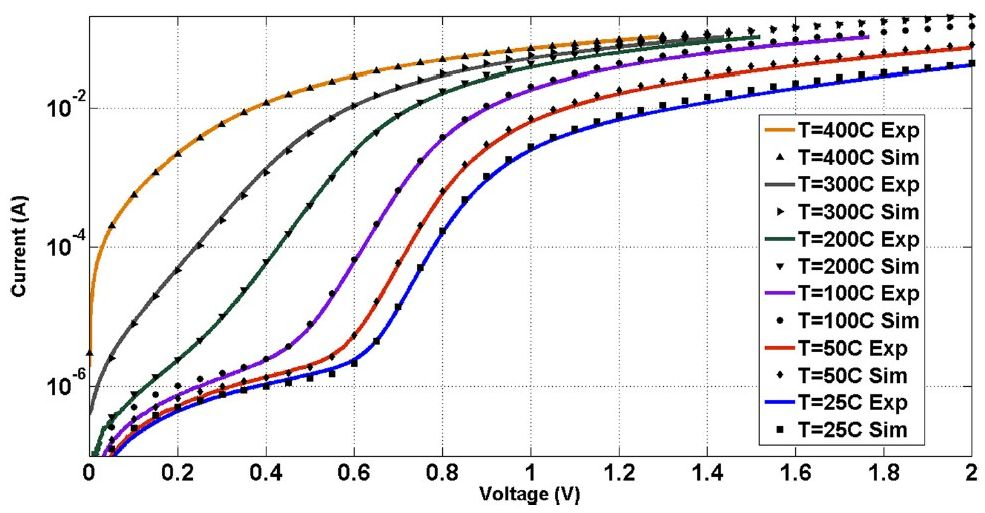 10-2
10-4
10-6
Current (A)
T=400C Exp
T=400C Sim
T=300C Exp
T=300C Sim
T=200C Exp
T=200C Sim
T=100C Exp
T=100C Sim
T=50C Exp
T=50C Sim
T=25C Exp
T=25C Sim
0 0.2 0.4 0.6 0.8 1 1.2 1.4 1.6 1.8 2
Voltage (V)